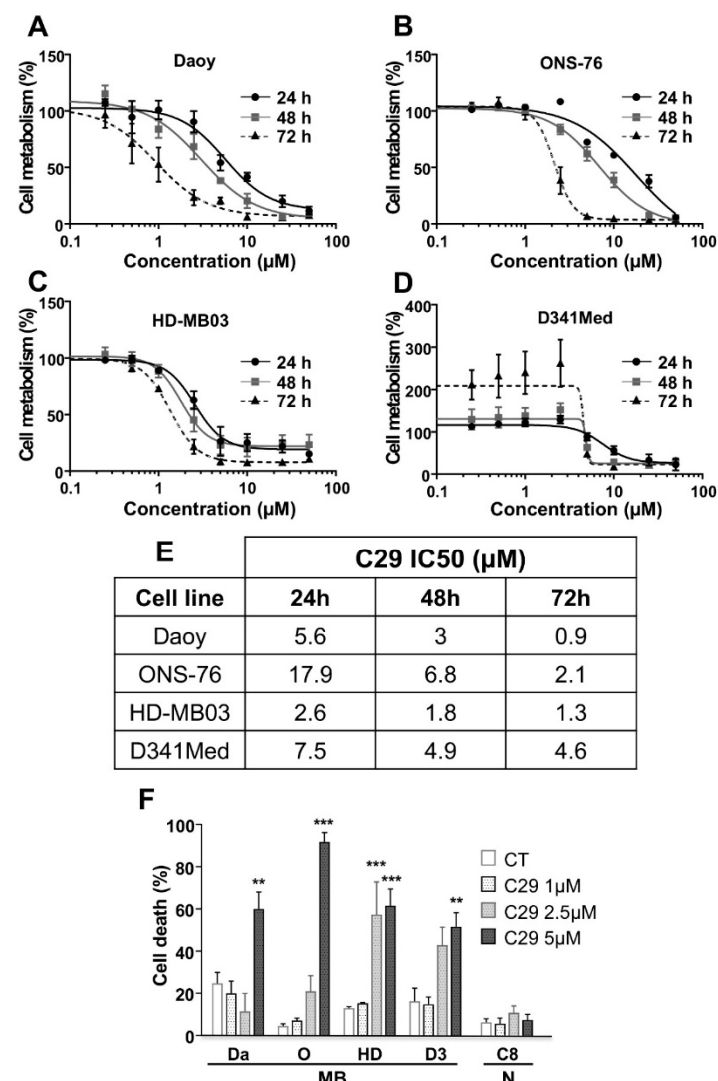 A
Daoy
Cell metabolism (%)
150
100
50
0
0.1 1 10 100
Concentration (µM)
24 h
48 h
72 h
B
ONS-76
Cell metabolism (%)
150
100
50
0
0.1 1 10 100
Concentration (µM)
24 h
48 h
72 h
C
HD-MB03
Cell metabolism (%)
150
100
50
0
0.1 1 10 100
Concentration (µM)
24 h
48 h
72 h
D
D341Med
Cell metabolism (%)
400
300
200
100
0
0.1 1 10 100
Concentration (µM)
24 h
48 h
72 h
E
C29 IC50 (µM)
Cell line 24h 48h 72h
Daoy 5.6 3 0.9
ONS-76 17.9 6.8 2.1
HD-MB03 2.6 1.8 1.3
D341Med 7.5 4.9 4.6
F
Cell death (%)
100
80
60
40
20
0
**
***
***
***
**
CT
C29 1µM
C29 2.5µM
C29 5µM
Da O HD D3 C8
MB N